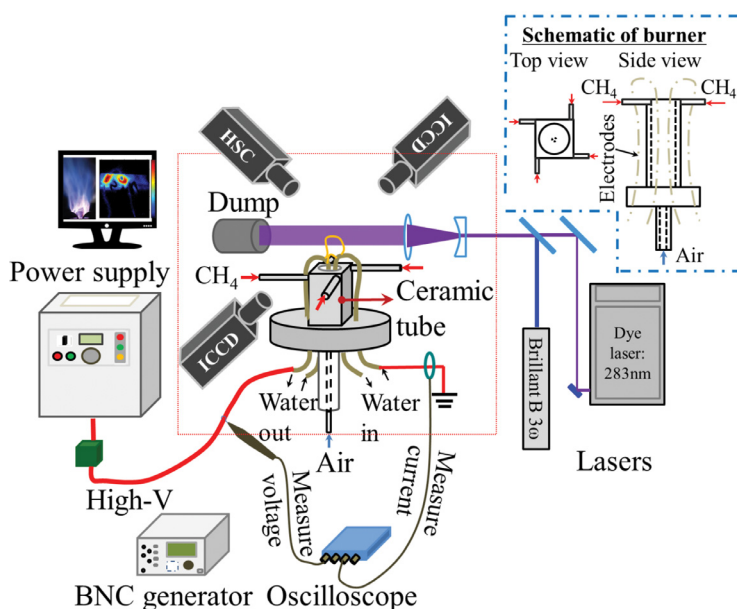 Schematic of burner
Top view
Side view
CH4
CH4
Electrodes
Air
HSC
ICCD
Dump
Power supply
CH4
Ceramic
tube
ICCD
Brillant B 3ω
Dye
laser:
283nm
Water
out
Water
in
Air
Lasers
High-V
Measure
voltage
Measure
current
BNC generator
Oscilloscope